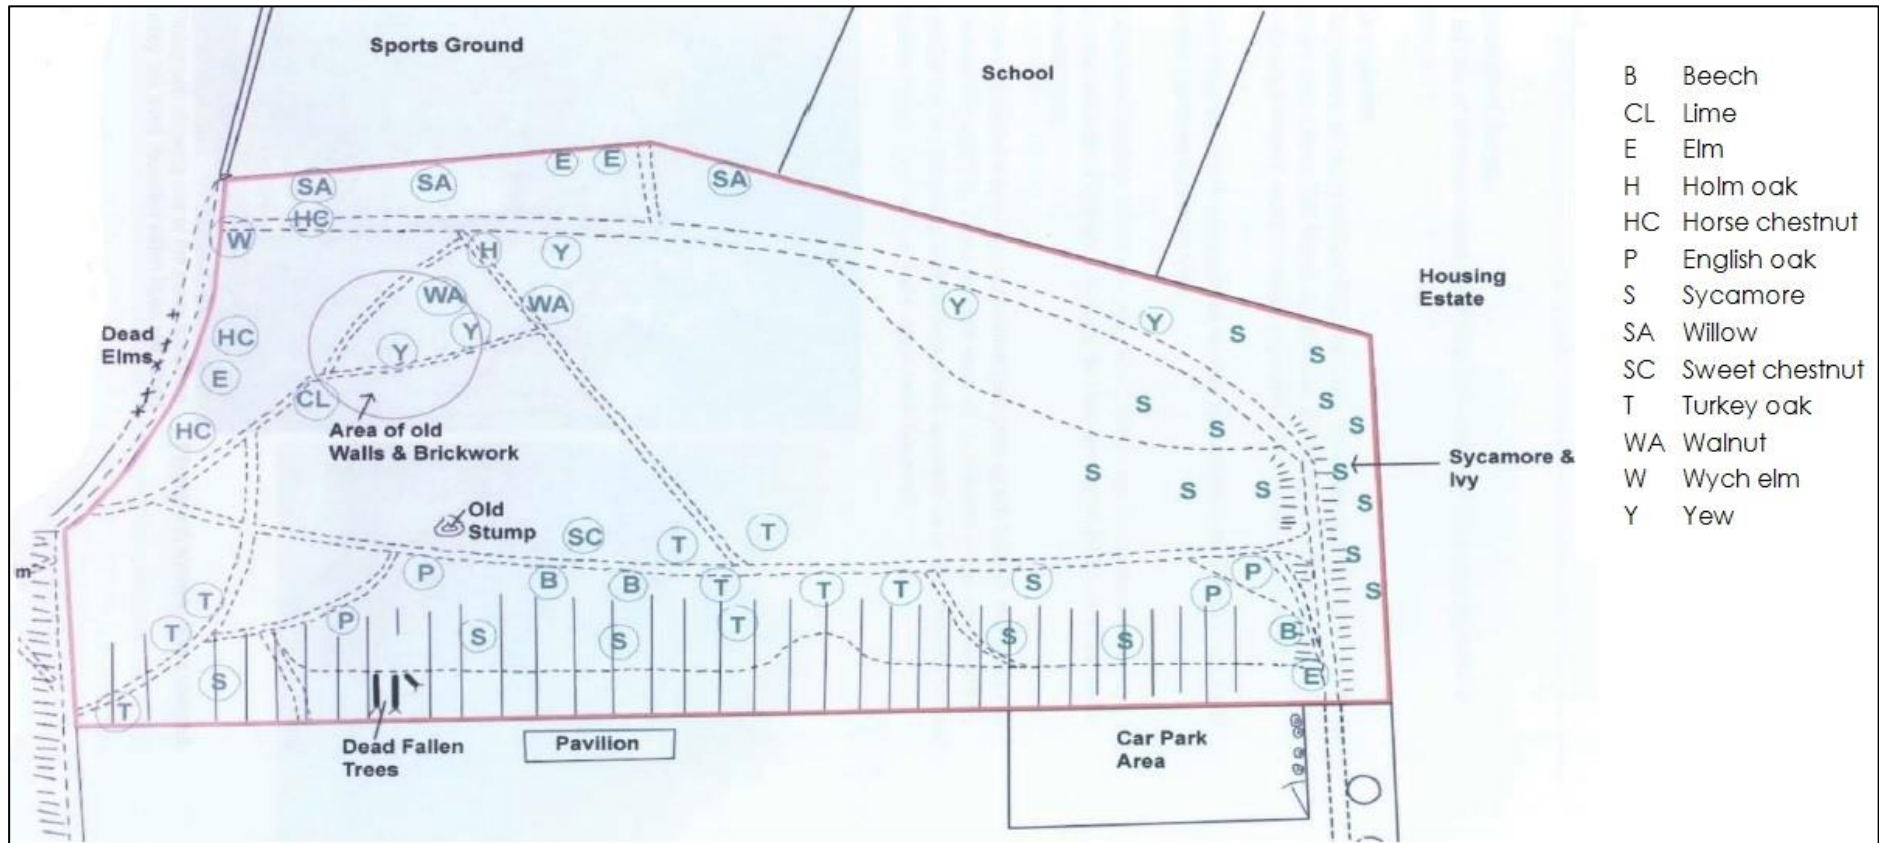 Sports Ground
School
Housing
Estate
B Beech
CL Lime
E Elm
H Holm oak
HC Horse chestnut
P English oak
S Sycamore
SA Willow
SC Sweet chestnut
T Turkey oak
WA Walnut
W Wych elm
Y Yew
E E
SA SA SA
HC
W H Y
WA WA
Y Y S
Dead
Elms
HC Y Y S
E
CL S S S
HC S S
Area of old
Walls & Brickwork
S S S S
Sycamore &
Ivy
S
Old
Stump
SC T T
S
m
P B B T T T S P P S
T P T
T S S S S B
S E
T
Dead Fallen
Trees
Pavilion
Car Park
Area